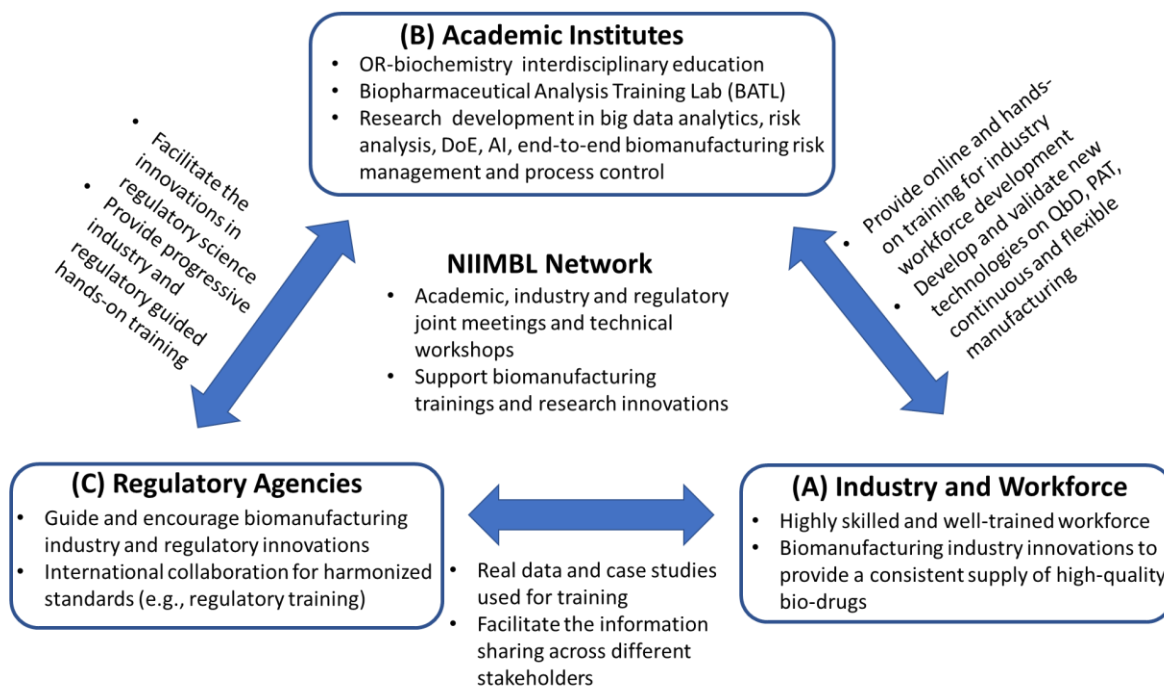 (B) Academic Institutes
• OR-biochemistry interdisciplinary education
• Biopharmaceutical Analysis Training Lab (BATL)
• Research development in big data analytics, risk
analysis, DoE, AI, end-to-end biomanufacturing risk
management and process control
• Facilitate the
innovations in
regulatory science
• Provide progressive
industry and
regulatory guided
hands-on training
• Provide online and hands-
on training for industry
workforce development
• Develop and validate new
technologies on QbD, PAT,
continuous and flexible
manufacturing
NIIMBL Network
• Academic, industry and regulatory
joint meetings and technical
workshops
• Support biomanufacturing
trainings and research innovations
(C) Regulatory Agencies
• Guide and encourage biomanufacturing
industry and regulatory innovations
• International collaboration for harmonized
standards (e.g., regulatory training)
• Real data and case studies
used for training
• Facilitate the information
sharing across different
stakeholders
(A) Industry and Workforce
• Highly skilled and well-trained workforce
• Biomanufacturing industry innovations to
provide a consistent supply of high-quality
bio-drugs